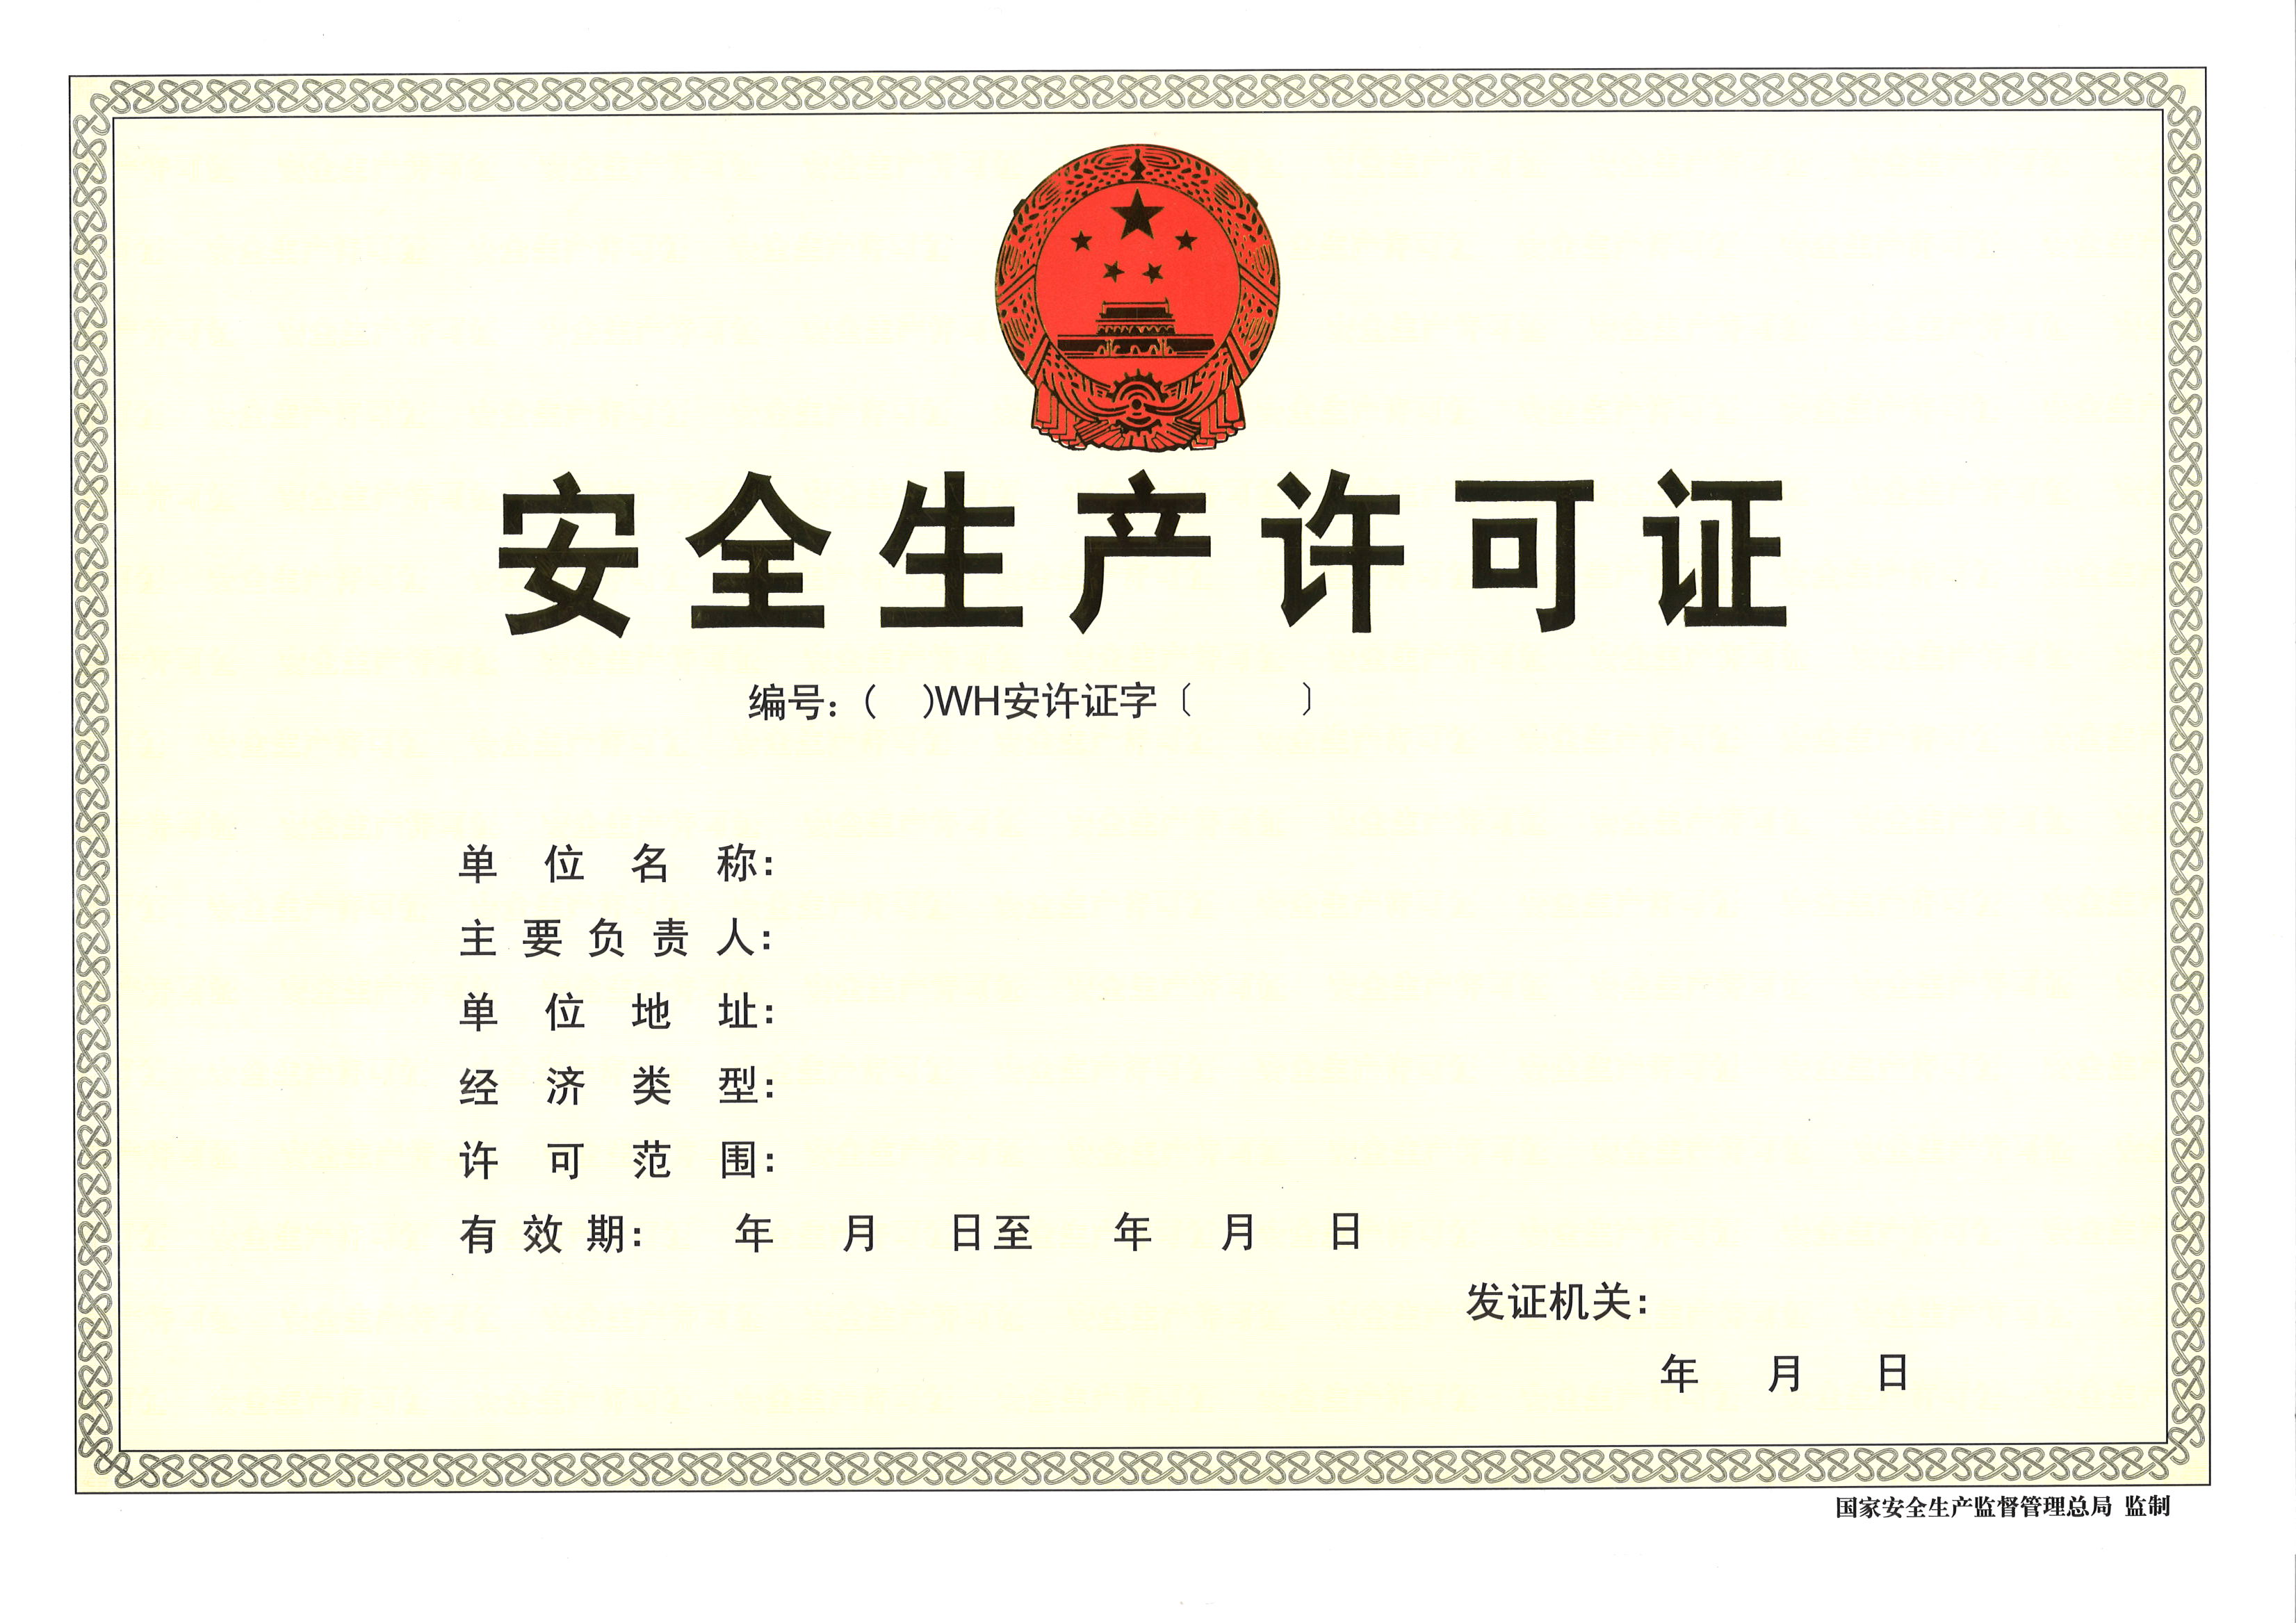 安全生产许可证
编号：（ ）WH安许证字〔 〕
单位名称：
主要负责人：
单位地址：
经济类型：
许可范围：
有效期： 年 月 日至 年 月 日
发证机关：
年 月 日
国家安全生产监督管理总局 监制